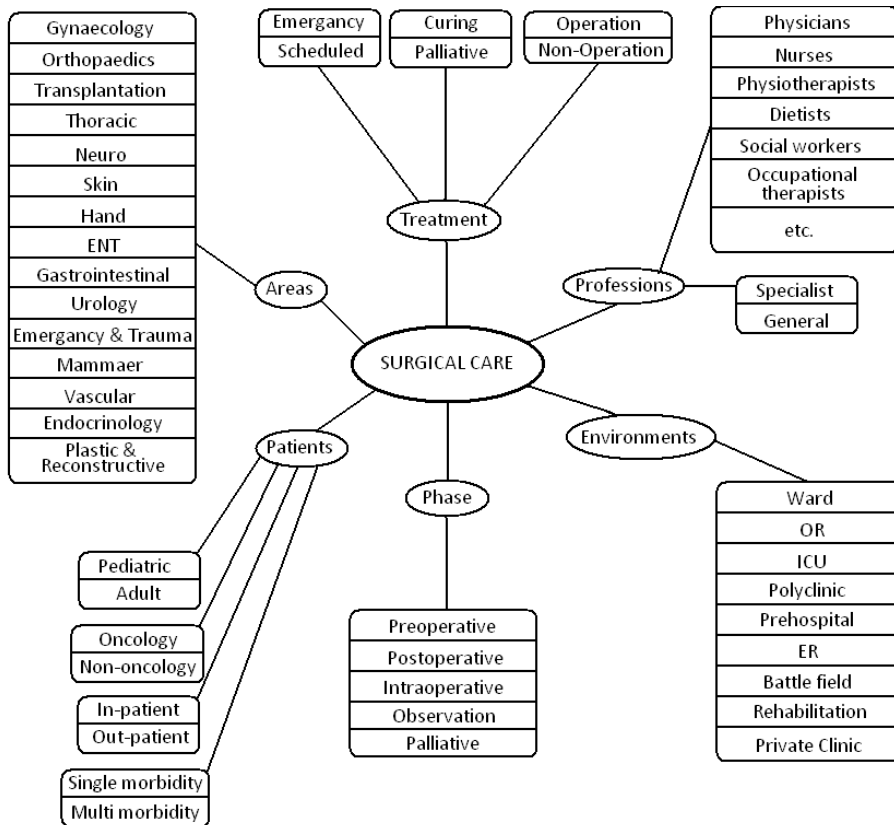 Gynaecology
Orthopaedics
Transplantation
Thoracic
Neuro
Skin
Hand
ENT
Gastrointestinal
Urology
Emergancy & Trauma
Mammaer
Vascular
Endocrinology
Plastic &
Reconstructive
Areas
Emergancy
Scheduled
Curing
Palliative
Operation
Non-Operation
Treatment
Physicians
Nurses
Physiotherapists
Dietists
Social workers
Occupational
therapists
etc.
Professions
Specialist
General
SURGICAL CARE
Patients
Pediatric
Adult
Oncology
Non-oncology
In-patient
Out-patient
Single morbidity
Multi morbidity
Phase
Preoperative
Postoperative
Intraoperative
Observation
Palliative
Environments
Ward
OR
ICU
Polyclinic
Prehospital
ER
Battle field
Rehabilitation
Private Clinic